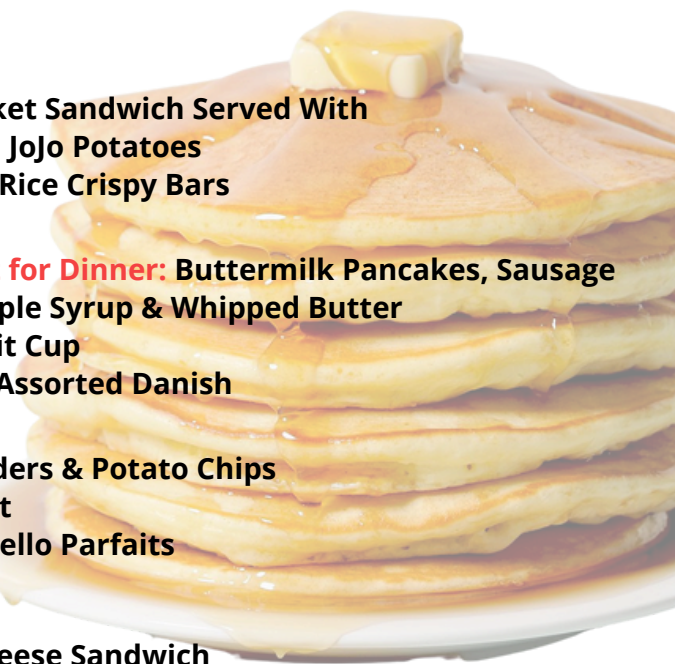 ket Sandwich Served With
JoJo Potatoes
Rice Crispy Bars
for Dinner: Buttermilk Pancakes, Sausage
ple Syrup & Whipped Butter
it Cup
Assorted Danish
ders & Potato Chips
t
ello Parfaits
eese Sandwich